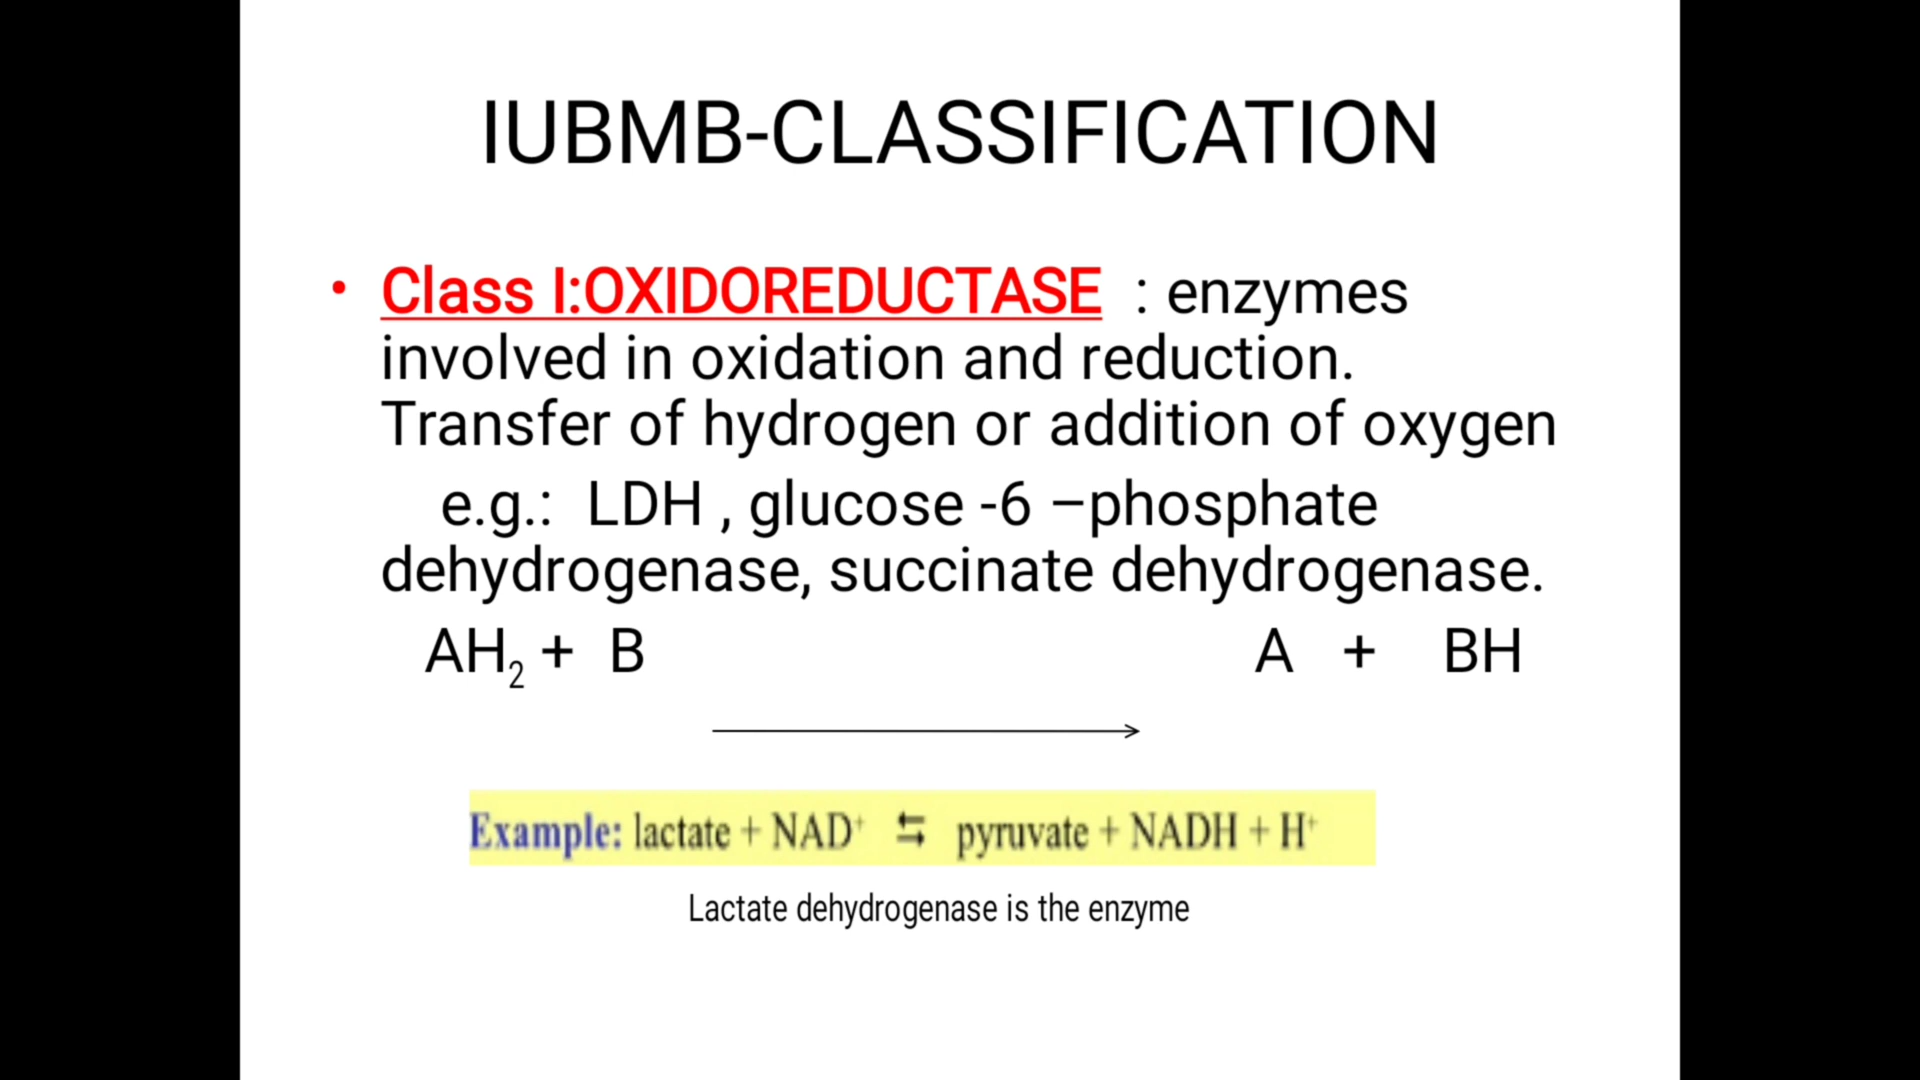 IUBMB-CLASSIFICATION
• Class I:OXIDOREDUCTASE : enzymes
involved in oxidation and reduction.
Transfer of hydrogen or addition of oxygen
e.g.: LDH , glucose -6 –phosphate
dehydrogenase, succinate dehydrogenase.
AH₂ + B A + BH
Example: lactate + NAD⁺ ⇆ pyruvate + NADH + H⁺
Lactate dehydrogenase is the enzyme